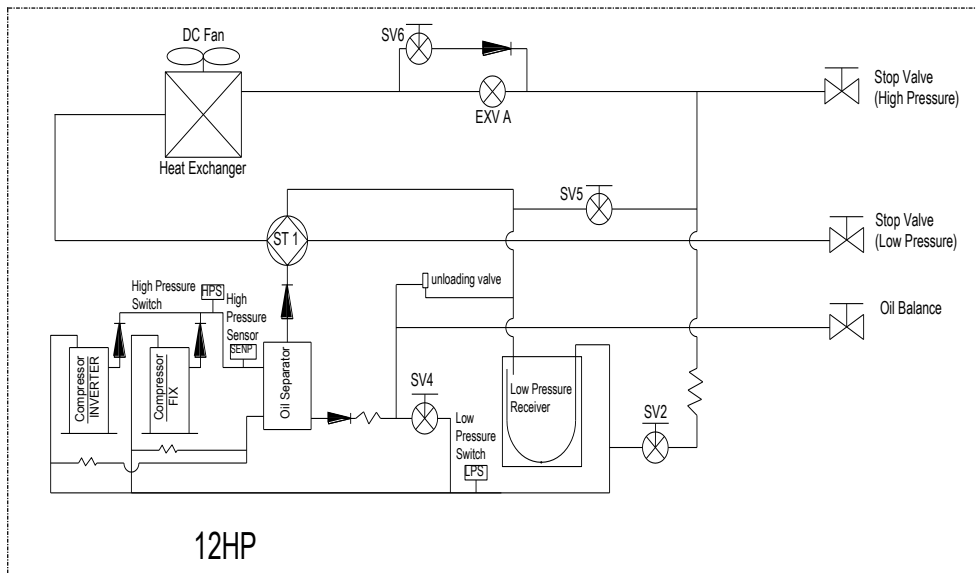 DC Fan
SV6
EXV A
Stop Valve
(High Pressure)
Heat Exchanger
SV5
ST 1
Stop Valve
(Low Pressure)
unloading valve
High Pressure
Switch
HPS
High
Pressure
Sensor
SENP
Oil Balance
Compressor
INVERTER
Compressor
FIX
Oil Separator
SV4
Low
Pressure
Switch
LPS
Low Pressure
Receiver
SV2
12HP